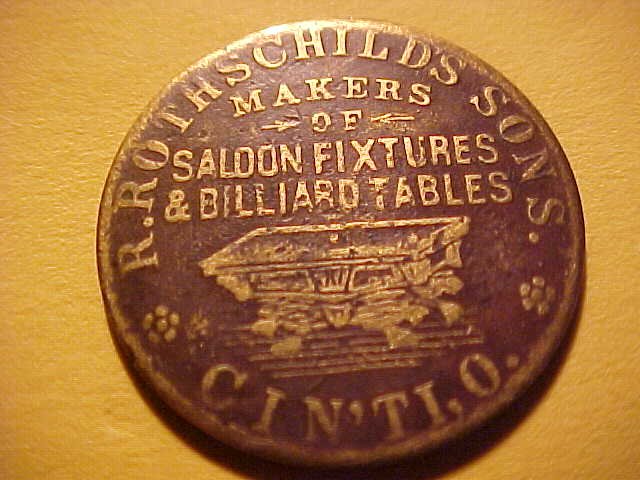 R. ROTHSCHILD'S SONS.
MAKERS
OF
SALOON FIXTURES
& BILLIARD TABLES
CIN'TI, O.